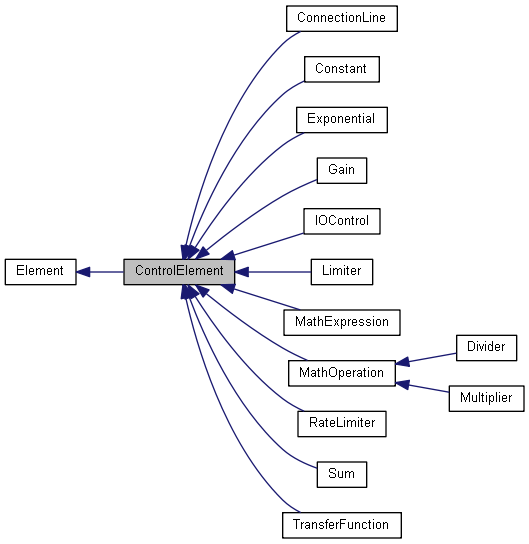 ConnectionLine
Constant
Exponential
Gain
IOControl
Element
ControlElement
Limiter
MathExpression
MathOperation
Divider
Multiplier
RateLimiter
Sum
TransferFunction